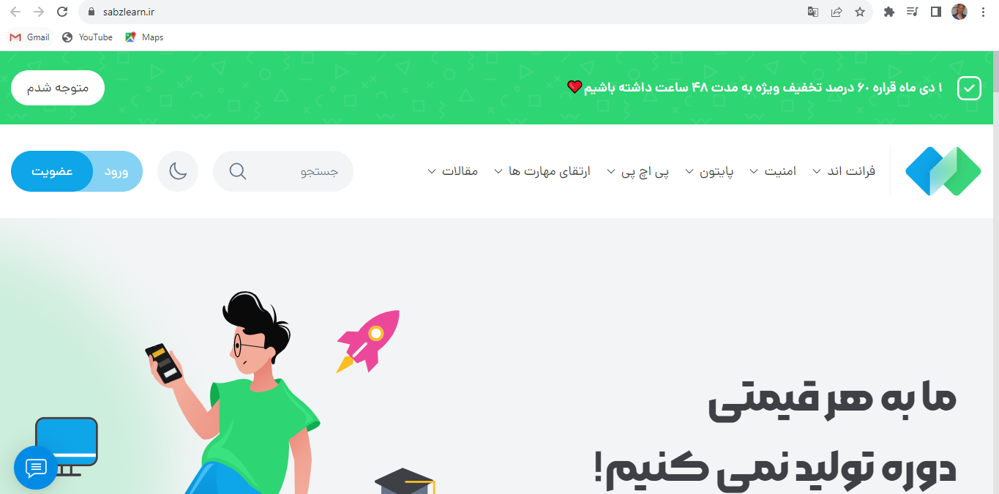 sabzlearn.ir
Gmail YouTube Maps
۱ دی ماه قراره ۶۰ درصد تخفیف ویژه به مدت ۴۸ ساعت داشته باشیم❤️
متوجه شدم
فرانت اند امنیت پایتون پی اچ پی ارتقای مهارت ها مقالات
جستجو
ورود عضویت
ما به هر قیمتی
دوره تولید نمی کنیم!